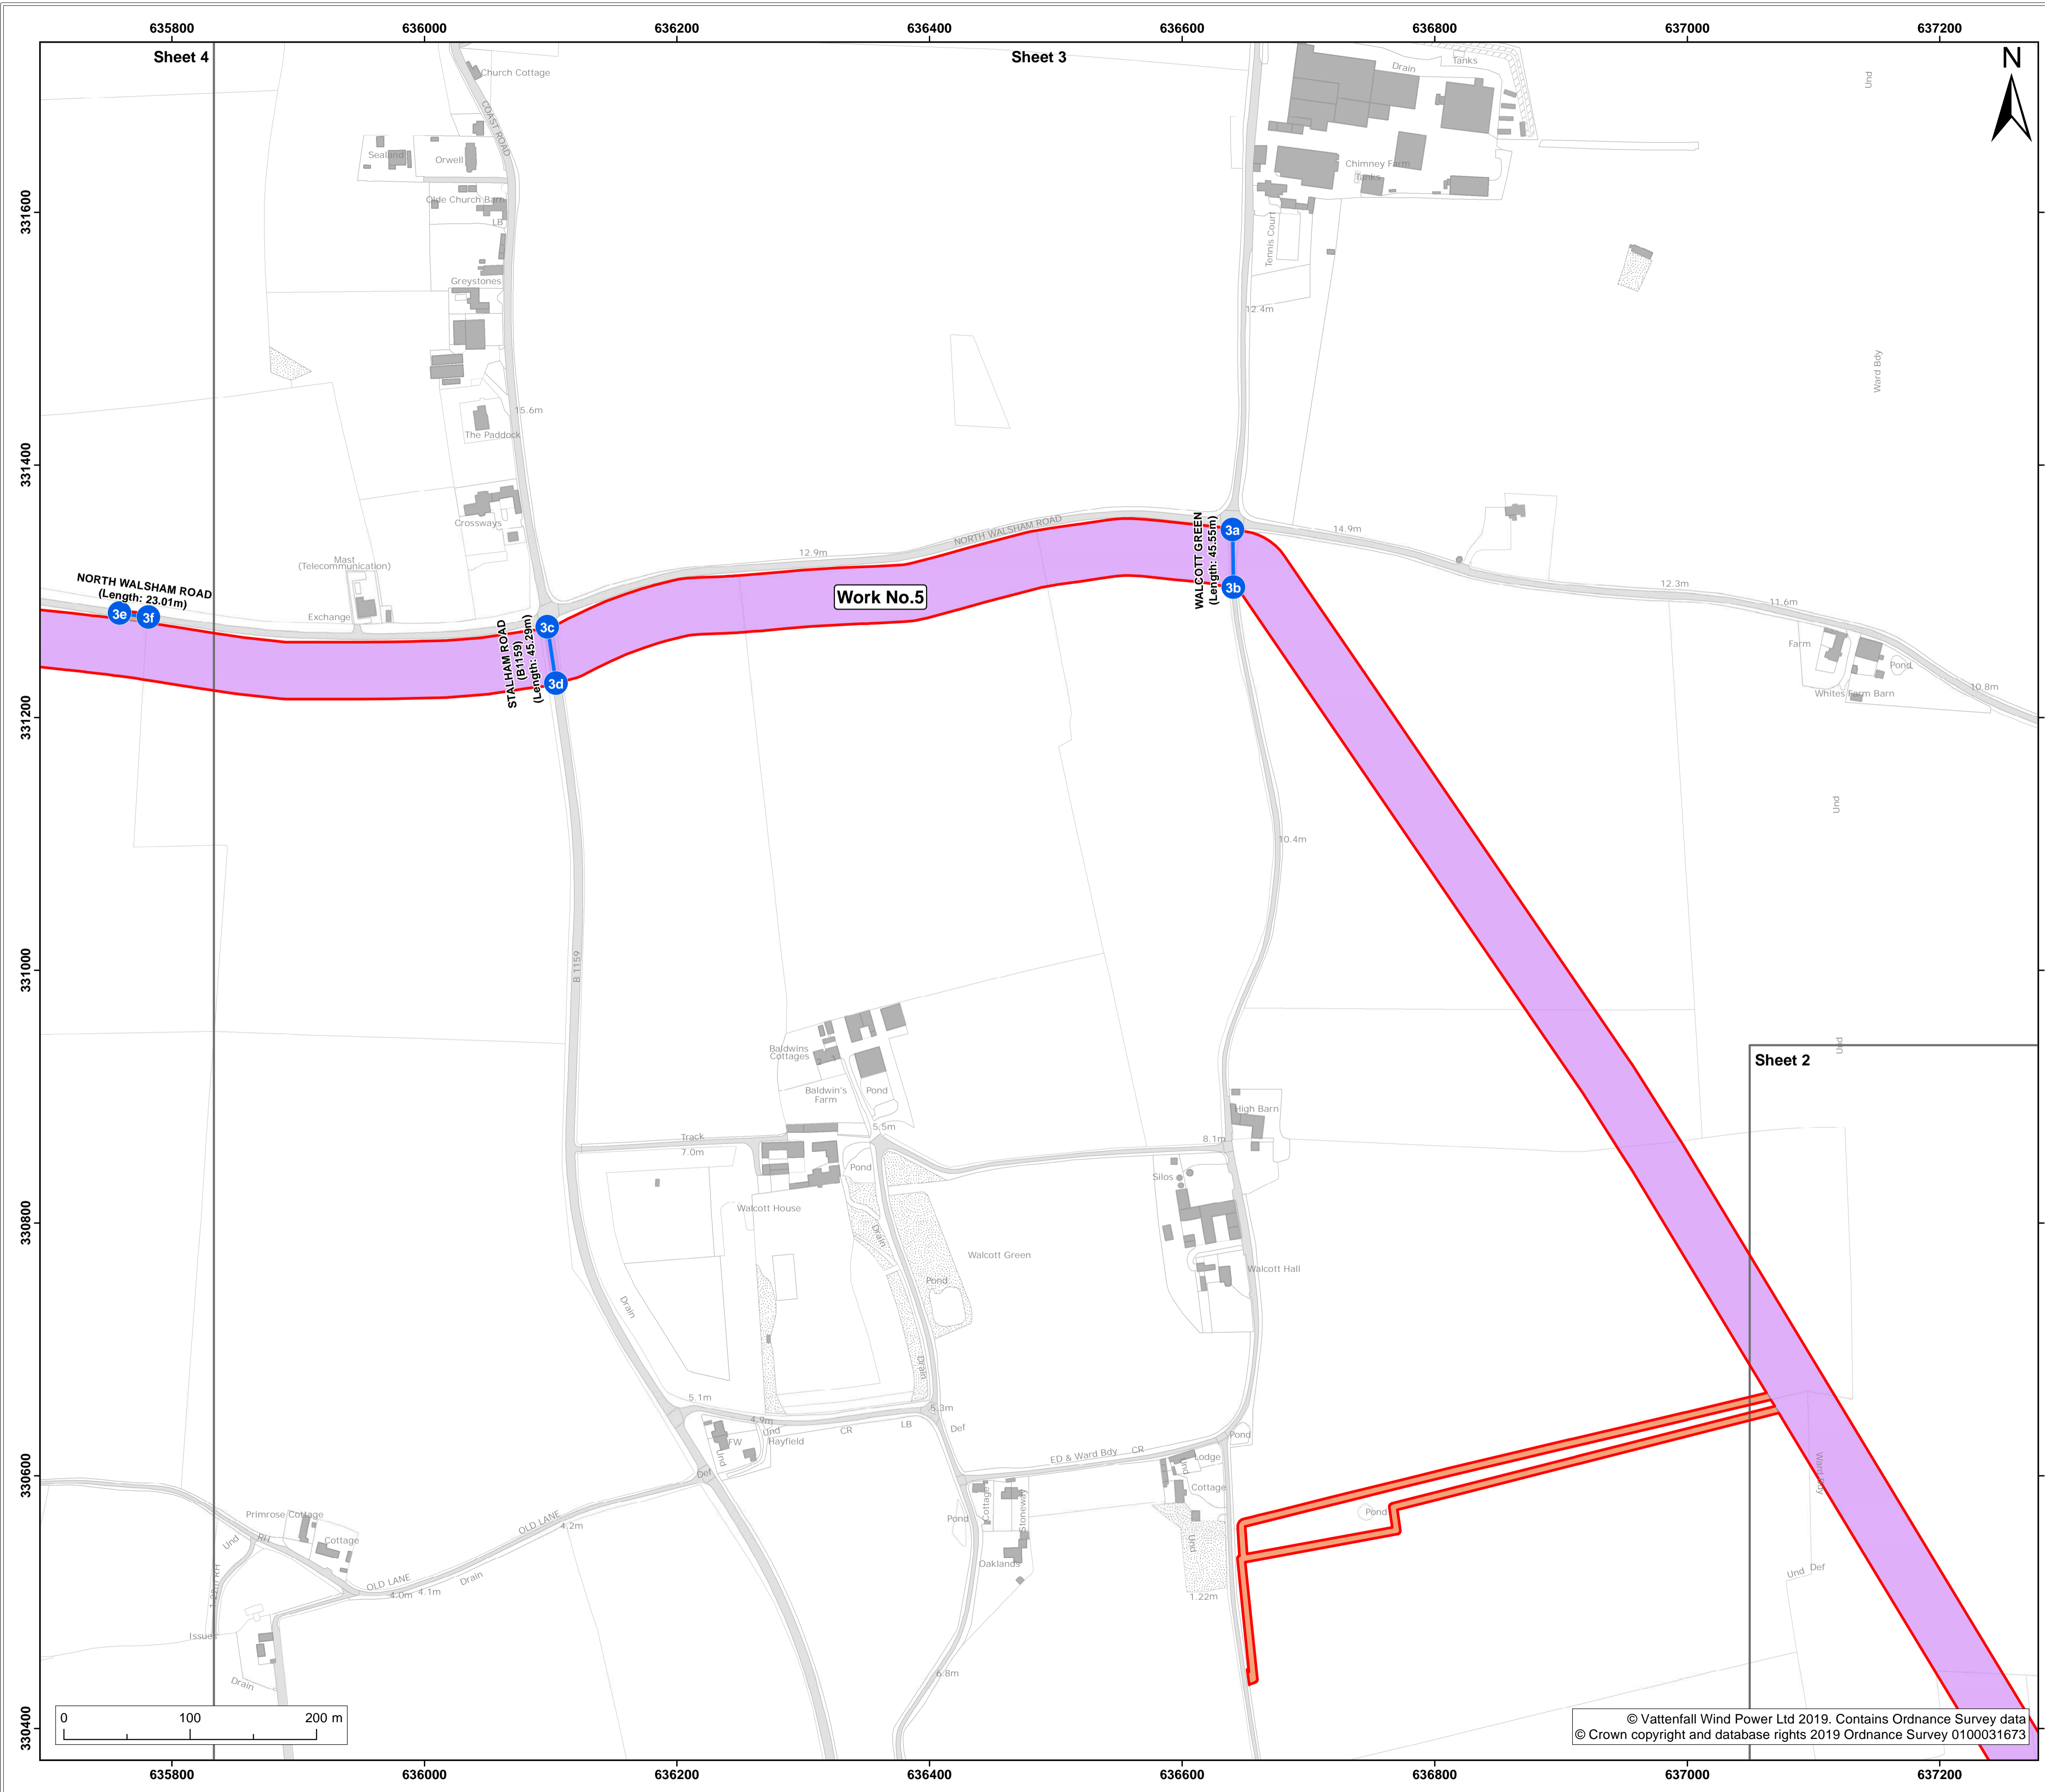 635800 636000 636200 636400 636600 636800 637000 637200
Sheet 4
Sheet 3
N
Church Cottage
COAST ROAD
Sealand
Orwell
Olde Church Barn
LB
Greystones
15.6m
The Paddock
Crossways
Mast
(Telecommunication)
Exchange
Drain
Tanks
Chimney Farm
Tanks
Tennis Court
12.4m
Und
Ward Bdy
331600
331400
331200
331000
330800
330600
330400
NORTH WALSHAM ROAD
(Length: 23.01m)
3e
3f
3c
3d
STALHAM ROAD
(B1159)
(Length: 45.29m)
12.9m
NORTH WALSHAM ROAD
Work No.5
WALCOTT GREEN
(Length: 45.55m)
3a
3b
14.9m
12.3m
11.6m
Farm
Pond
Whites Farm Barn
10.8m
Und
10.4m
B 1159
Und
Sheet 2
Baldwins
Cottages
2
1
Baldwin's
Farm
Pond
5.5m
Track
7.0m
Pond
Walcott House
Drain
Walcott Green
Pond
Drain
Drain
High Barn
8.1m
Silos
Walcott Hall
5.1m
4.9m
Und
Hayfield
FW
Und
CR
LB
5.3m
Def
Def
ED & Ward Bdy
CR
Pond
Lodge
Und
Cottage
Und
1.22m
Cottage
Stoneway
Pond
Oaklands
6.8m
Pond
Ward Bdy
Und
Def
Primrose Cottage
Cottage
Und
RH
1.22m RH
OLD LANE
4.2m
OLD LANE
4.0m
4.1m
Drain
Issues
Drain
0 100 200 m
© Vattenfall Wind Power Ltd 2019. Contains Ordnance Survey data
© Crown copyright and database rights 2019 Ordnance Survey 0100031673
635800 636000 636200 636400 636600 636800 637000 637200